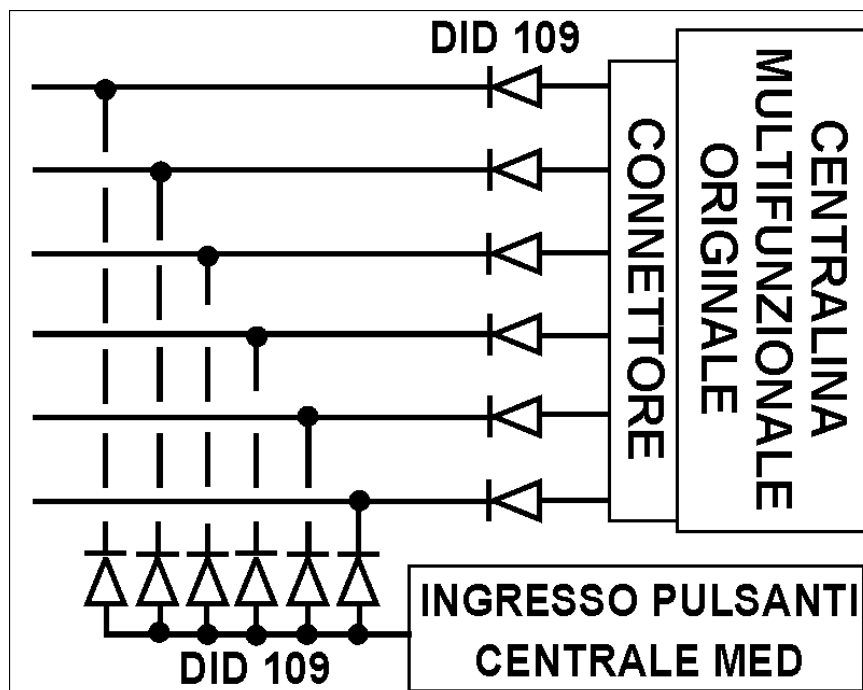 DID 109
CONNETTORE
CENTRALINA
MULTIFUNZIONALE
ORIGINALE
INGRESSO PULSANTI
CENTRALE MED
DID 109